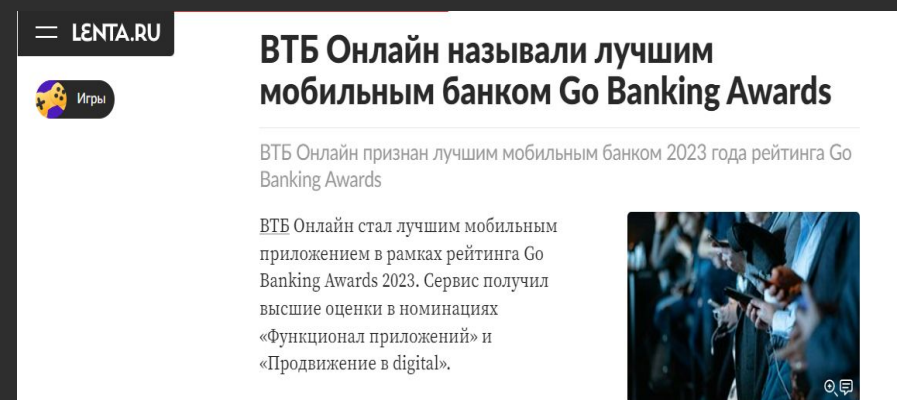 LENTA.RU
Игры
ВТБ Онлайн называли лучшим
мобильным банком Go Banking Awards
ВТБ Онлайн признан лучшим мобильным банком 2023 года рейтинга Go
Banking Awards
ВТБ Онлайн стал лучшим мобильным
приложением в рамках рейтинга Go
Banking Awards 2023. Сервис получил
высшие оценки в номинациях
«Функционал приложений» и
«Продвижение в digital».